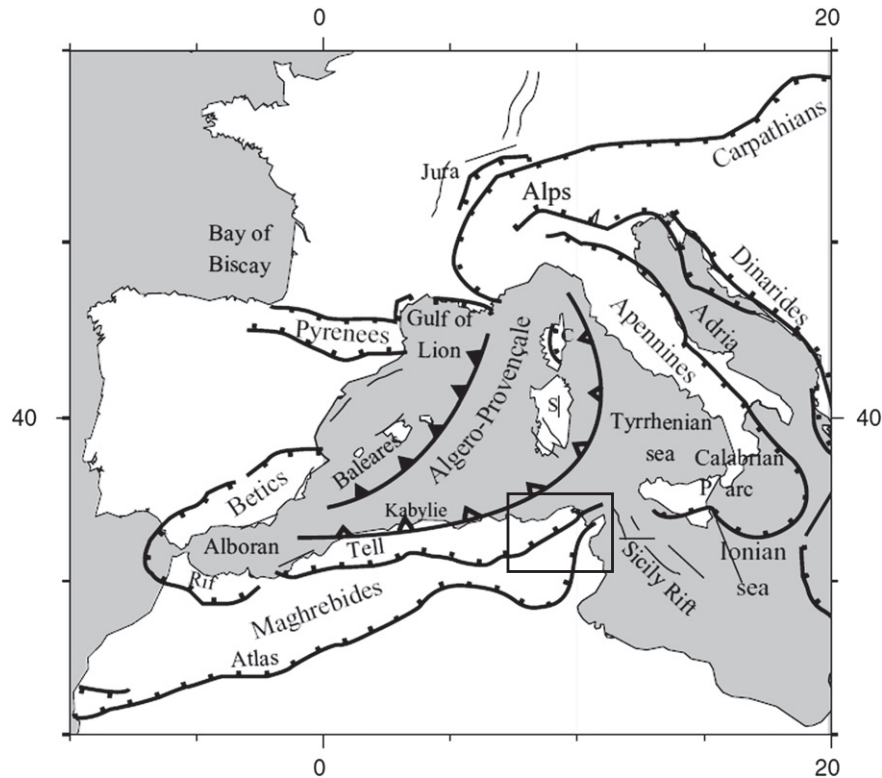 0
20
Carpathians
Jura
Alps
Bay of
Biscay
Dinarides
Adria
Apennines
Gulf of
Lion
Pyrenees
C
Algero-Provençale
S
40
40
Tyrrhenian
sea
Baleares
Calabrian
arc
P
Betics
Kabylie
Alboran
Tell
Ionian
sea
Sicily Rift
Rif
Maghrebides
Atlas
0
20